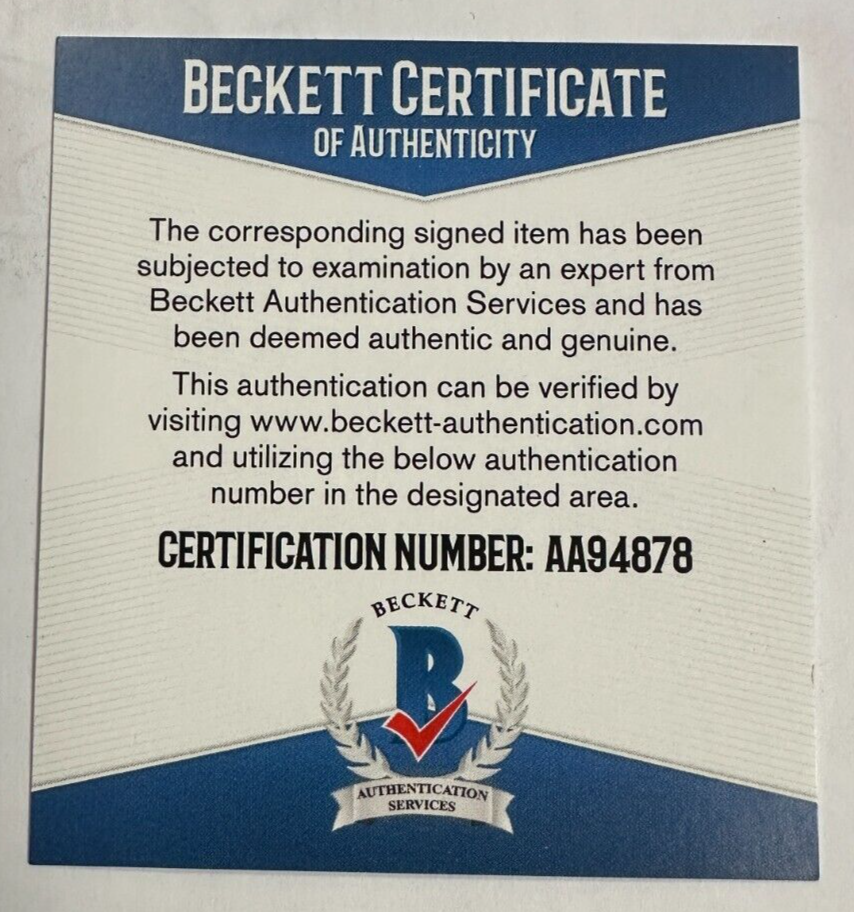 BECKETT CERTIFICATE
OF AUTHENTICITY
The corresponding signed item has been
subjected to examination by an expert from
Beckett Authentication Services and has
been deemed authentic and genuine.
This authentication can be verified by
visiting www.beckett-authentication.com
and utilizing the below authentication
number in the designated area.
CERTIFICATION NUMBER: AA94878
BECKETT
B
AUTHENTICATION
SERVICES